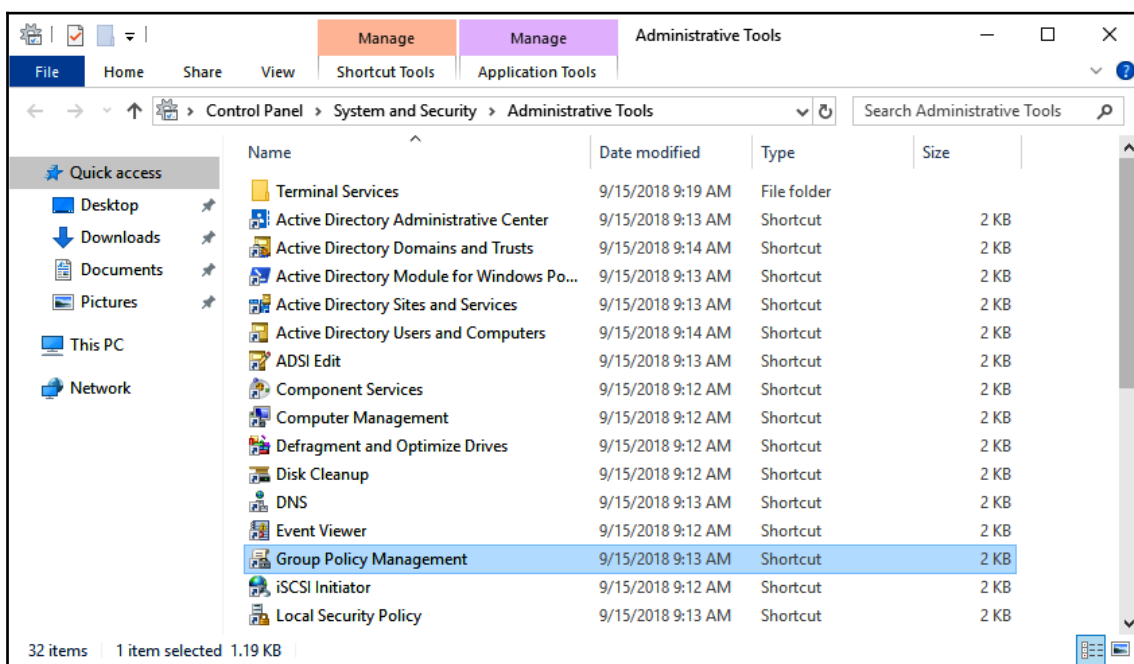 Manage Manage Administrative Tools
File Home Share View Shortcut Tools Application Tools
Control Panel System and Security Administrative Tools Search Administrative Tools
Name Date modified Type Size
Quick access
Desktop
Downloads
Documents
Pictures
This PC
Network
Terminal Services 9/15/2018 9:19 AM File folder
Active Directory Administrative Center 9/15/2018 9:13 AM Shortcut 2 KB
Active Directory Domains and Trusts 9/15/2018 9:14 AM Shortcut 2 KB
Active Directory Module for Windows Po... 9/15/2018 9:13 AM Shortcut 2 KB
Active Directory Sites and Services 9/15/2018 9:13 AM Shortcut 2 KB
Active Directory Users and Computers 9/15/2018 9:14 AM Shortcut 2 KB
ADSI Edit 9/15/2018 9:13 AM Shortcut 2 KB
Component Services 9/15/2018 9:12 AM Shortcut 2 KB
Computer Management 9/15/2018 9:12 AM Shortcut 2 KB
Defragment and Optimize Drives 9/15/2018 9:12 AM Shortcut 2 KB
Disk Cleanup 9/15/2018 9:12 AM Shortcut 2 KB
DNS 9/15/2018 9:13 AM Shortcut 2 KB
Event Viewer 9/15/2018 9:12 AM Shortcut 2 KB
Group Policy Management 9/15/2018 9:13 AM Shortcut 2 KB
iSCSI Initiator 9/15/2018 9:12 AM Shortcut 2 KB
Local Security Policy 9/15/2018 9:13 AM Shortcut 2 KB
32 items 1 item selected 1.19 KB